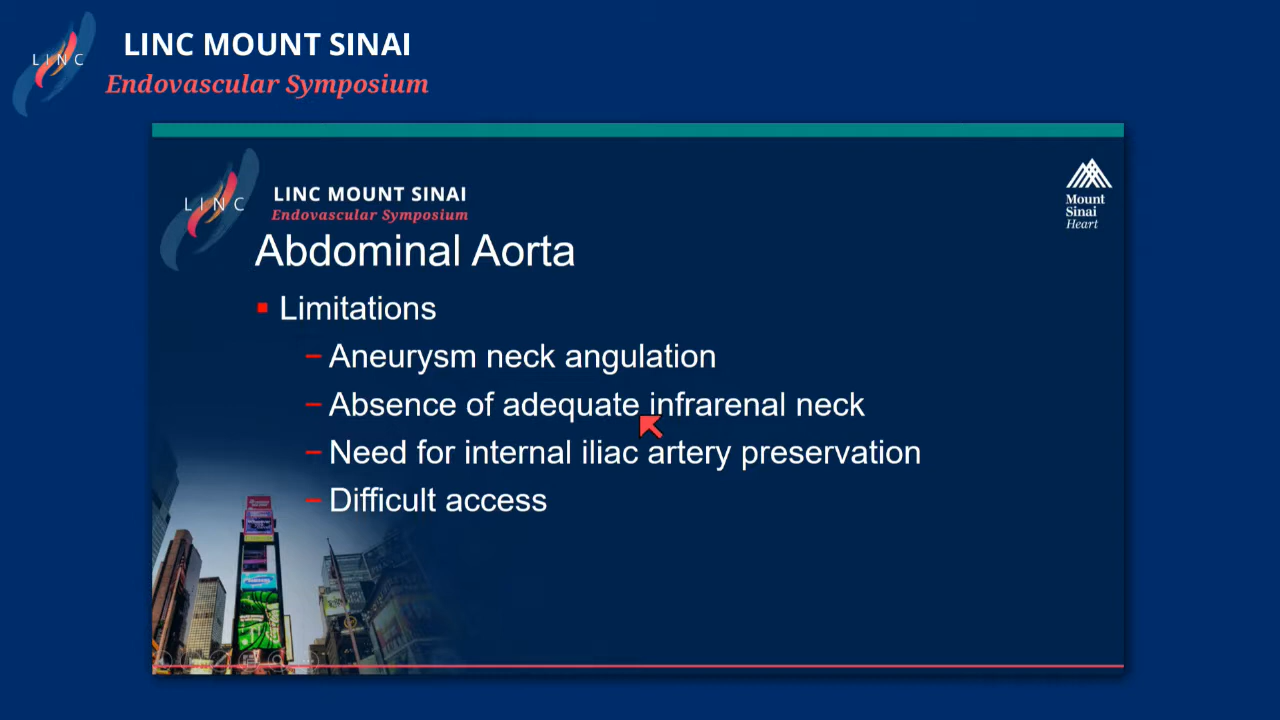 LINC
LINC MOUNT SINAI
Endovascular Symposium
LINC
LINC MOUNT SINAI
Endovascular Symposium
Mount
Sinai
Heart
Abdominal Aorta
Limitations
– Aneurysm neck angulation
– Absence of adequate infrarenal neck
– Need for internal iliac artery preservation
– Difficult access